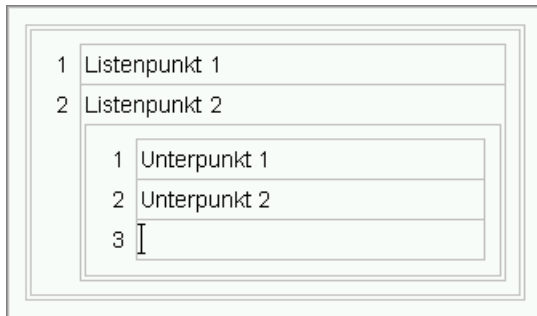 1 Listenpunkt 1
2 Listenpunkt 2
1 Unterpunkt 1
2 Unterpunkt 2
3